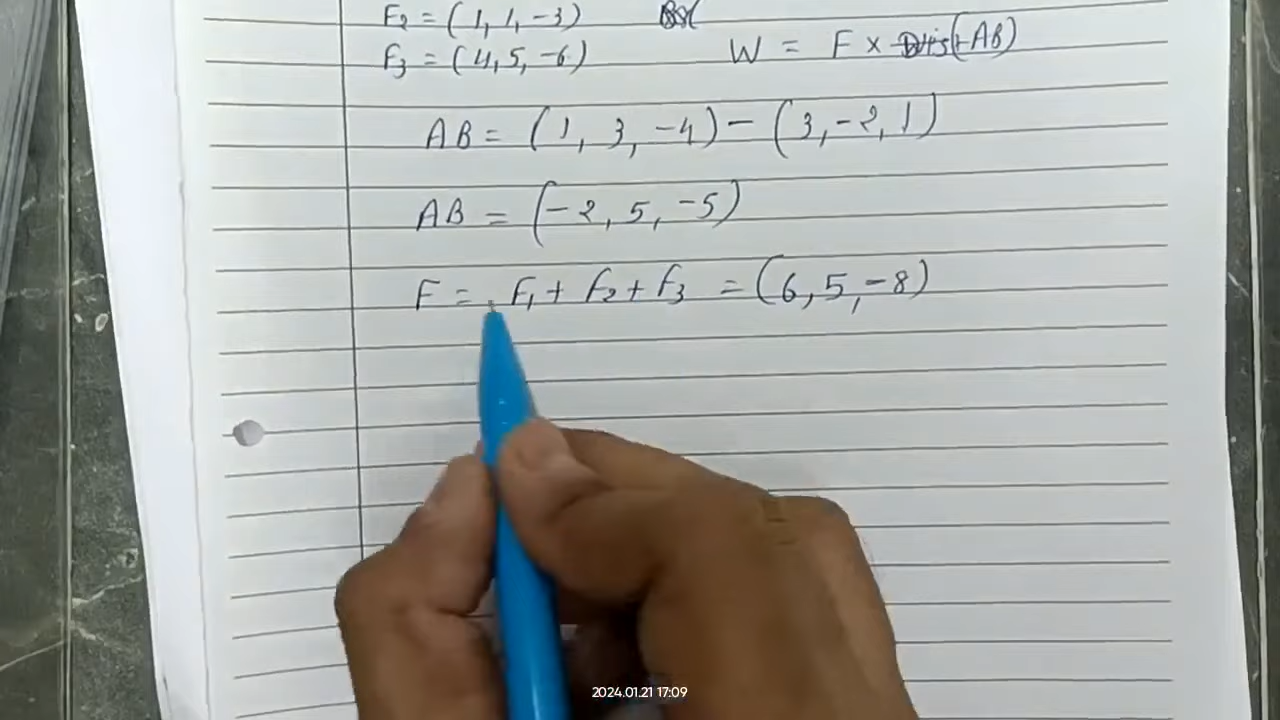 F₂ = (1, 1, -3)
F₃ = (4, 5, -6)
W = F × (AB)
AB = (1, 3, -4) - (3, -2, 1)
AB = (-2, 5, -5)
F = F₁ + F₂ + F₃ = (6, 5, -8)
2024.01.21 17:09